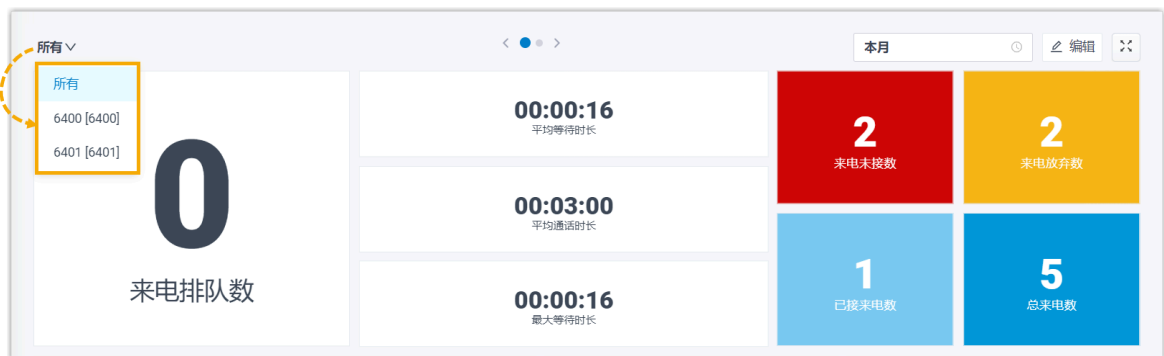 所有
本月
编辑
所有
6400 [6400]
6401 [6401]
0
来电排队数
00:00:16
平均等待时长
00:03:00
平均通话时长
00:00:16
最大等待时长
2
来电未接数
2
来电放弃数
1
已接来电数
5
总来电数